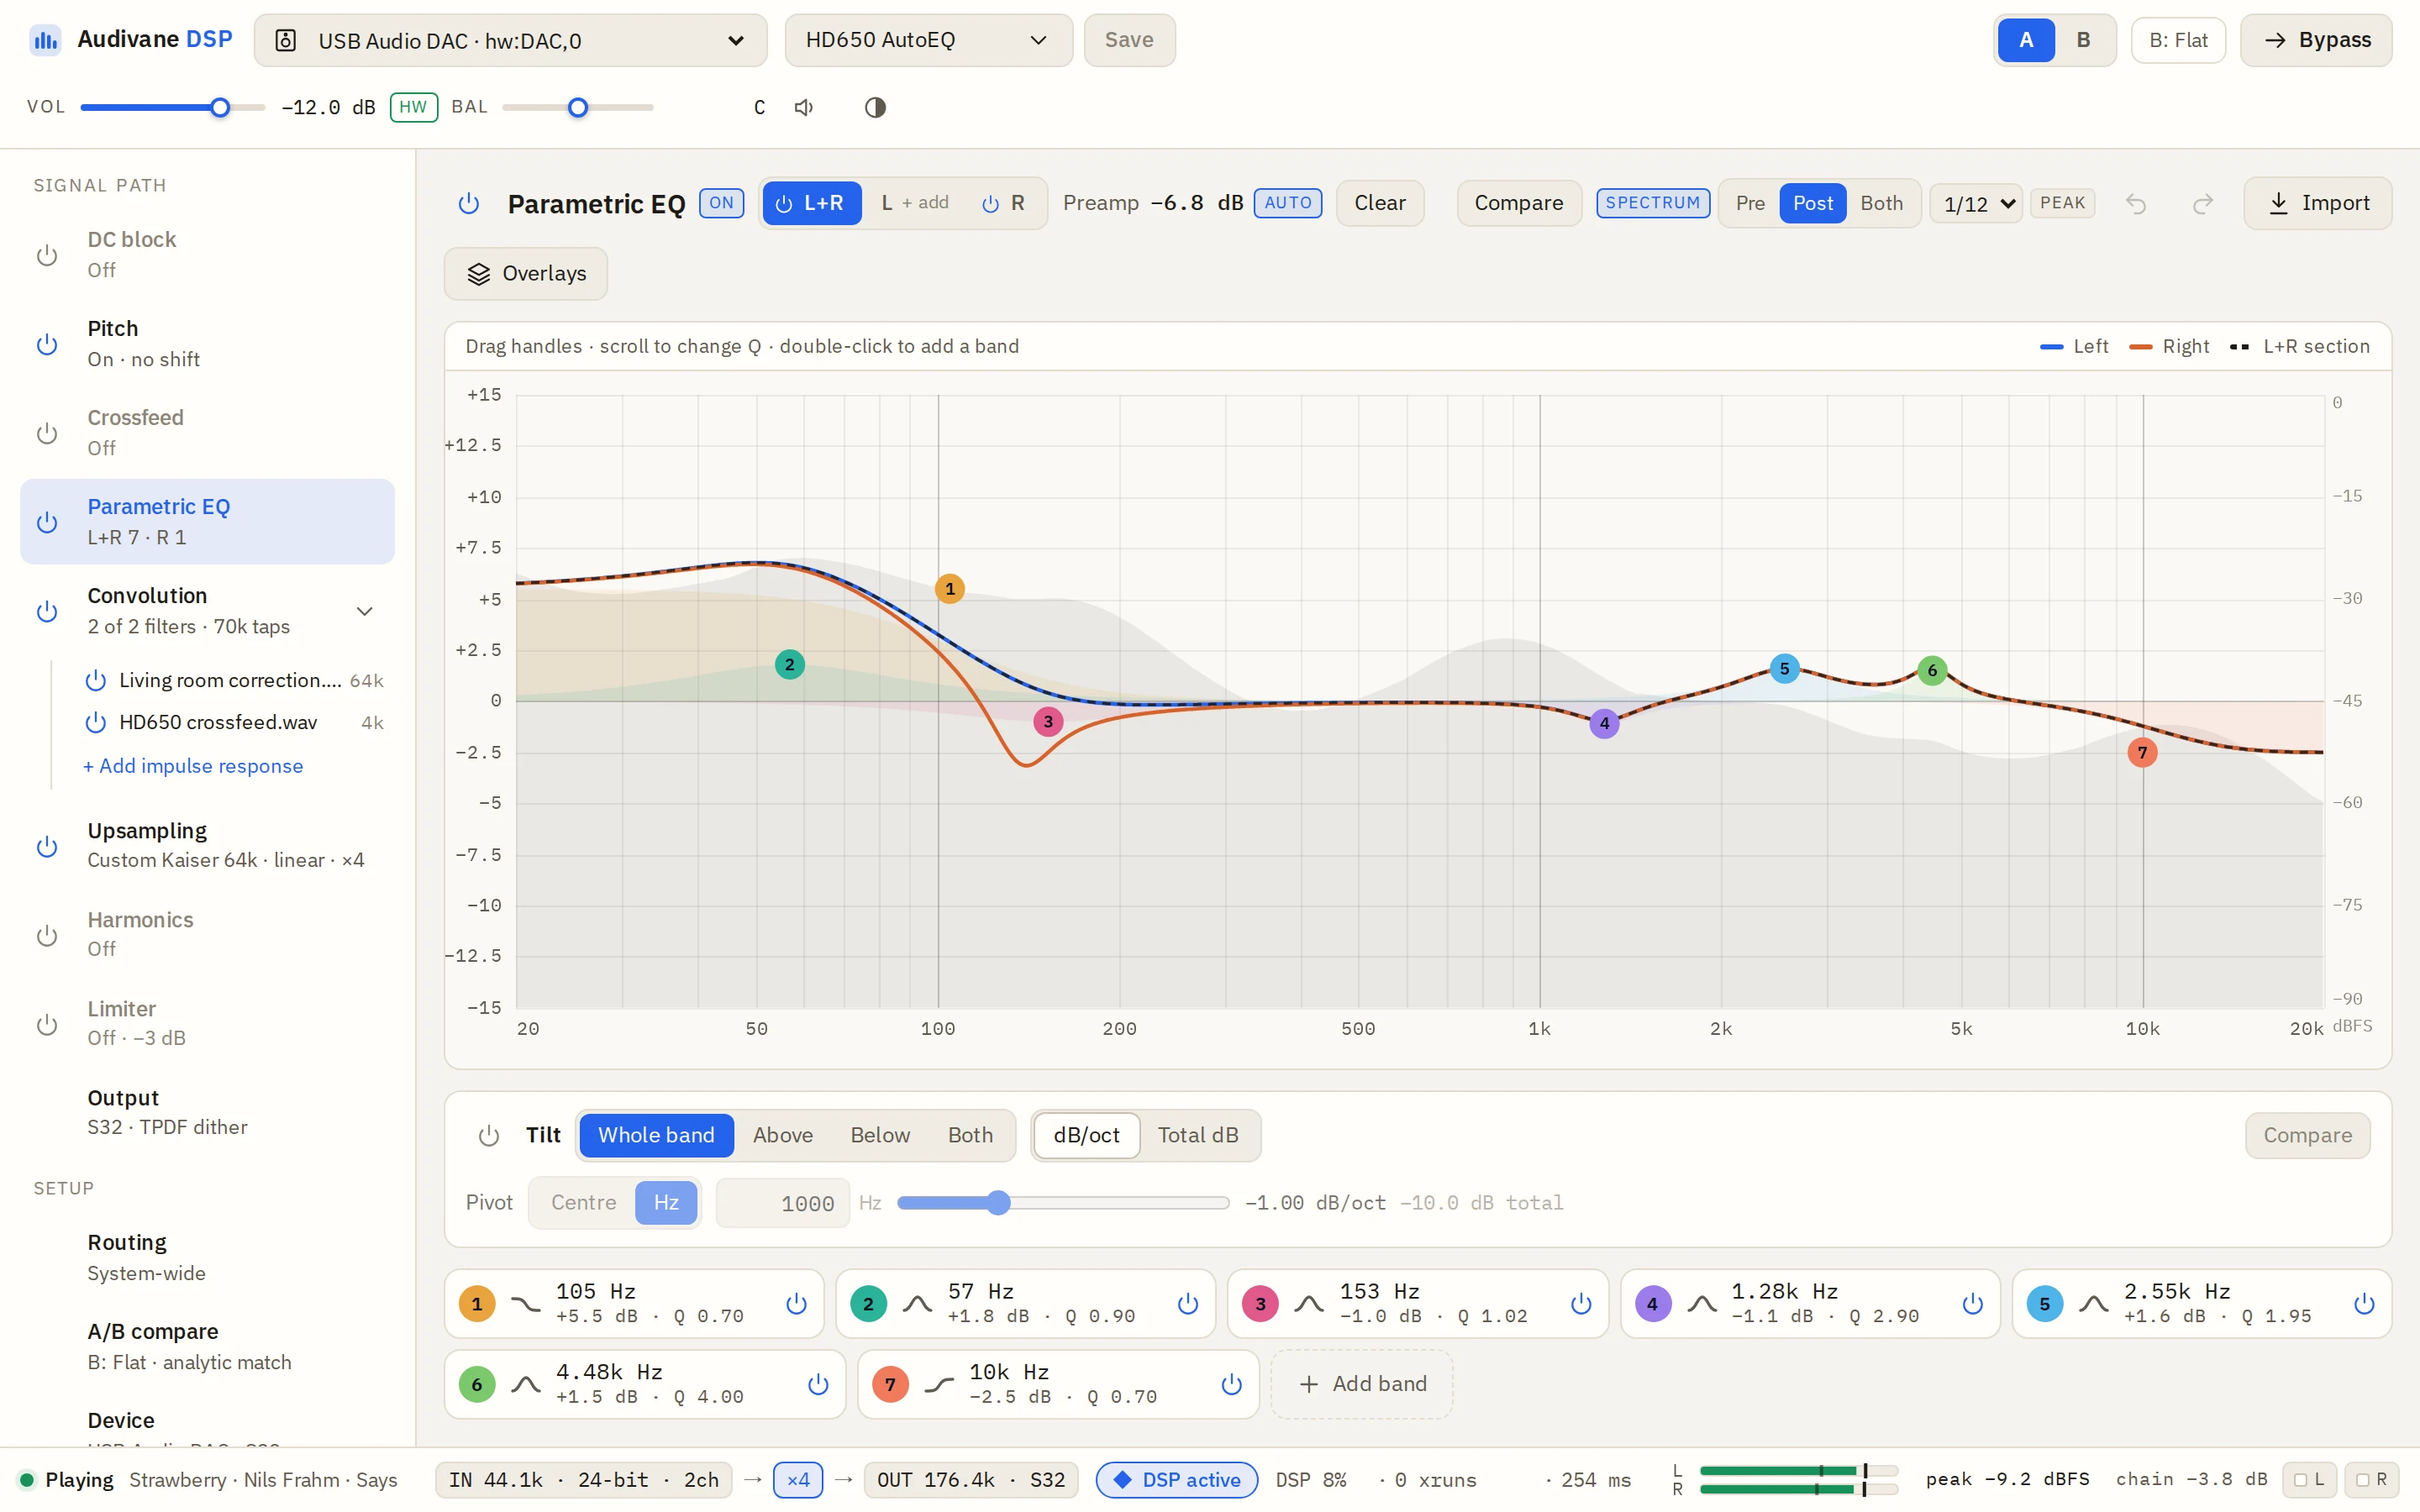 Audivane DSP USB Audio DAC · hw:DAC,0 HD650 AutoEQ Save A B B: Flat Bypass
VOL −12.0 dB HW BAL C
SIGNAL PATH
DC block
Off
Pitch
On · no shift
Crossfeed
Off
Parametric EQ
L+R 7 · R 1
Convolution
2 of 2 filters · 70k taps
Living room correction.... 64k
HD650 crossfeed.wav 4k
+ Add impulse response
Upsampling
Custom Kaiser 64k · linear · ×4
Harmonics
Off
Limiter
Off · −3 dB
Output
S32 · TPDF dither
SETUP
Routing
System-wide
A/B compare
B: Flat · analytic match
Device
Parametric EQ ON L+R L + add R Preamp −6.8 dB AUTO Clear Compare SPECTRUM Pre Post Both 1/12 PEAK Import
Overlays
Drag handles · scroll to change Q · double-click to add a band Left Right L+R section
+15 0
+12.5
+10 −15
+7.5
+5 −30
+2.5
0 −45
−2.5
−5 −60
−7.5
−10 −75
−12.5
−15 −90
20 50 100 200 500 1k 2k 5k 10k 20k dBFS
1
2
3
4
5
6
7
Tilt Whole band Above Below Both dB/oct Total dB Compare
Pivot Centre Hz 1000 Hz −1.00 dB/oct −10.0 dB total
1 105 Hz
+5.5 dB · Q 0.70
2 57 Hz
+1.8 dB · Q 0.90
3 153 Hz
−1.0 dB · Q 1.02
4 1.28k Hz
−1.1 dB · Q 2.90
5 2.55k Hz
+1.6 dB · Q 1.95
6 4.48k Hz
+1.5 dB · Q 4.00
7 10k Hz
−2.5 dB · Q 0.70
Add band
Playing Strawberry · Nils Frahm · Says IN 44.1k · 24-bit · 2ch → ×4 → OUT 176.4k · S32 DSP active DSP 8% · 0 xruns · 254 ms L R peak −9.2 dBFS chain −3.8 dB L R